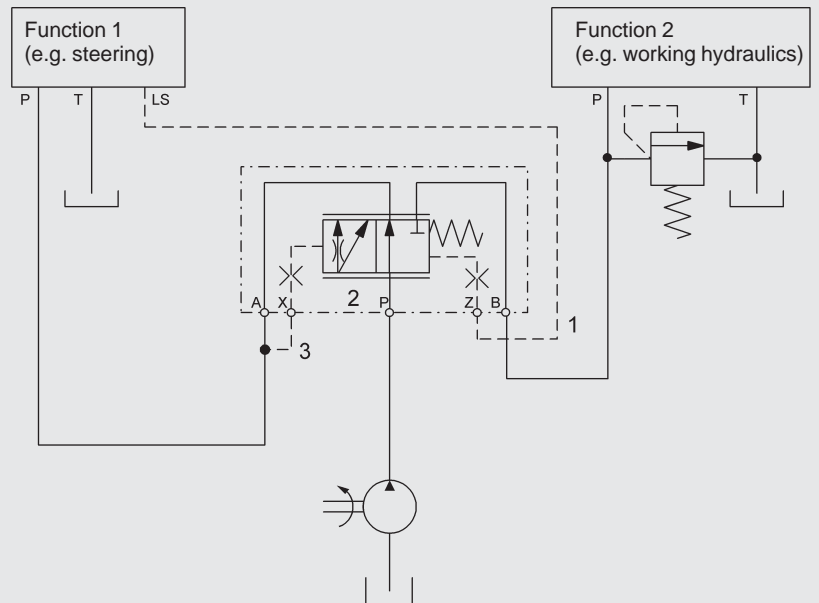 Function 1
(e.g. steering)
P T LS
Function 2
(e.g. working hydraulics)
P T
A X 2 P Z B
1
3